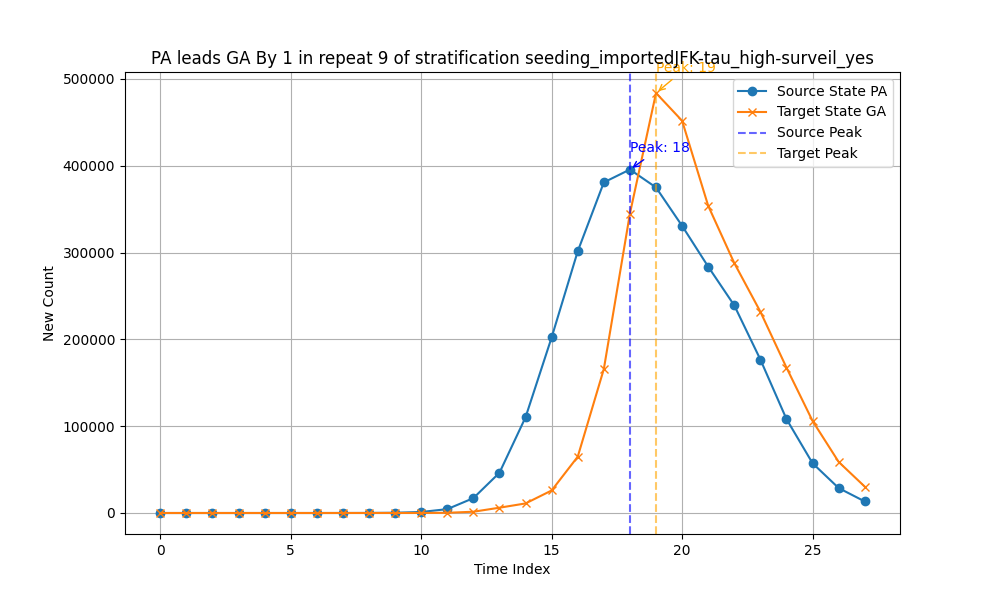 PA leads GA By 1 in repeat 9 of stratification seeding_importedJFK-tau_high-surveil_yes
Peak: 19
500000
400000
300000
200000
100000
0
New Count
Peak: 18
Source State PA
Target State GA
Source Peak
Target Peak
0
5
10
15
20
25
Time Index